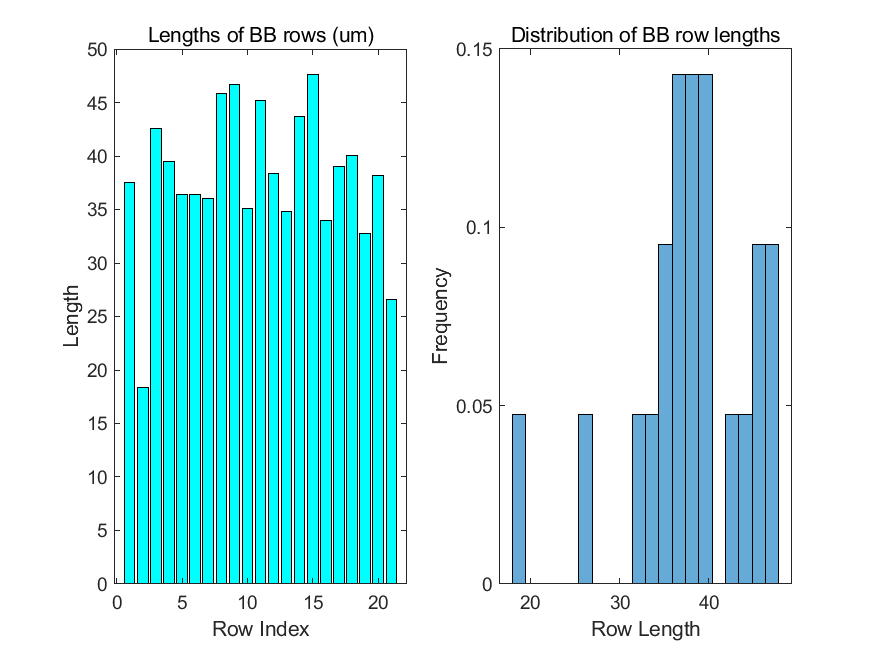 Lengths of BB rows (um)
50
45
40
35
30
25
20
15
10
5
0
Length
0 5 10 15 20
Row Index
Distribution of BB row lengths
0.15
0.1
0.05
0
Frequency
20 30 40
Row Length